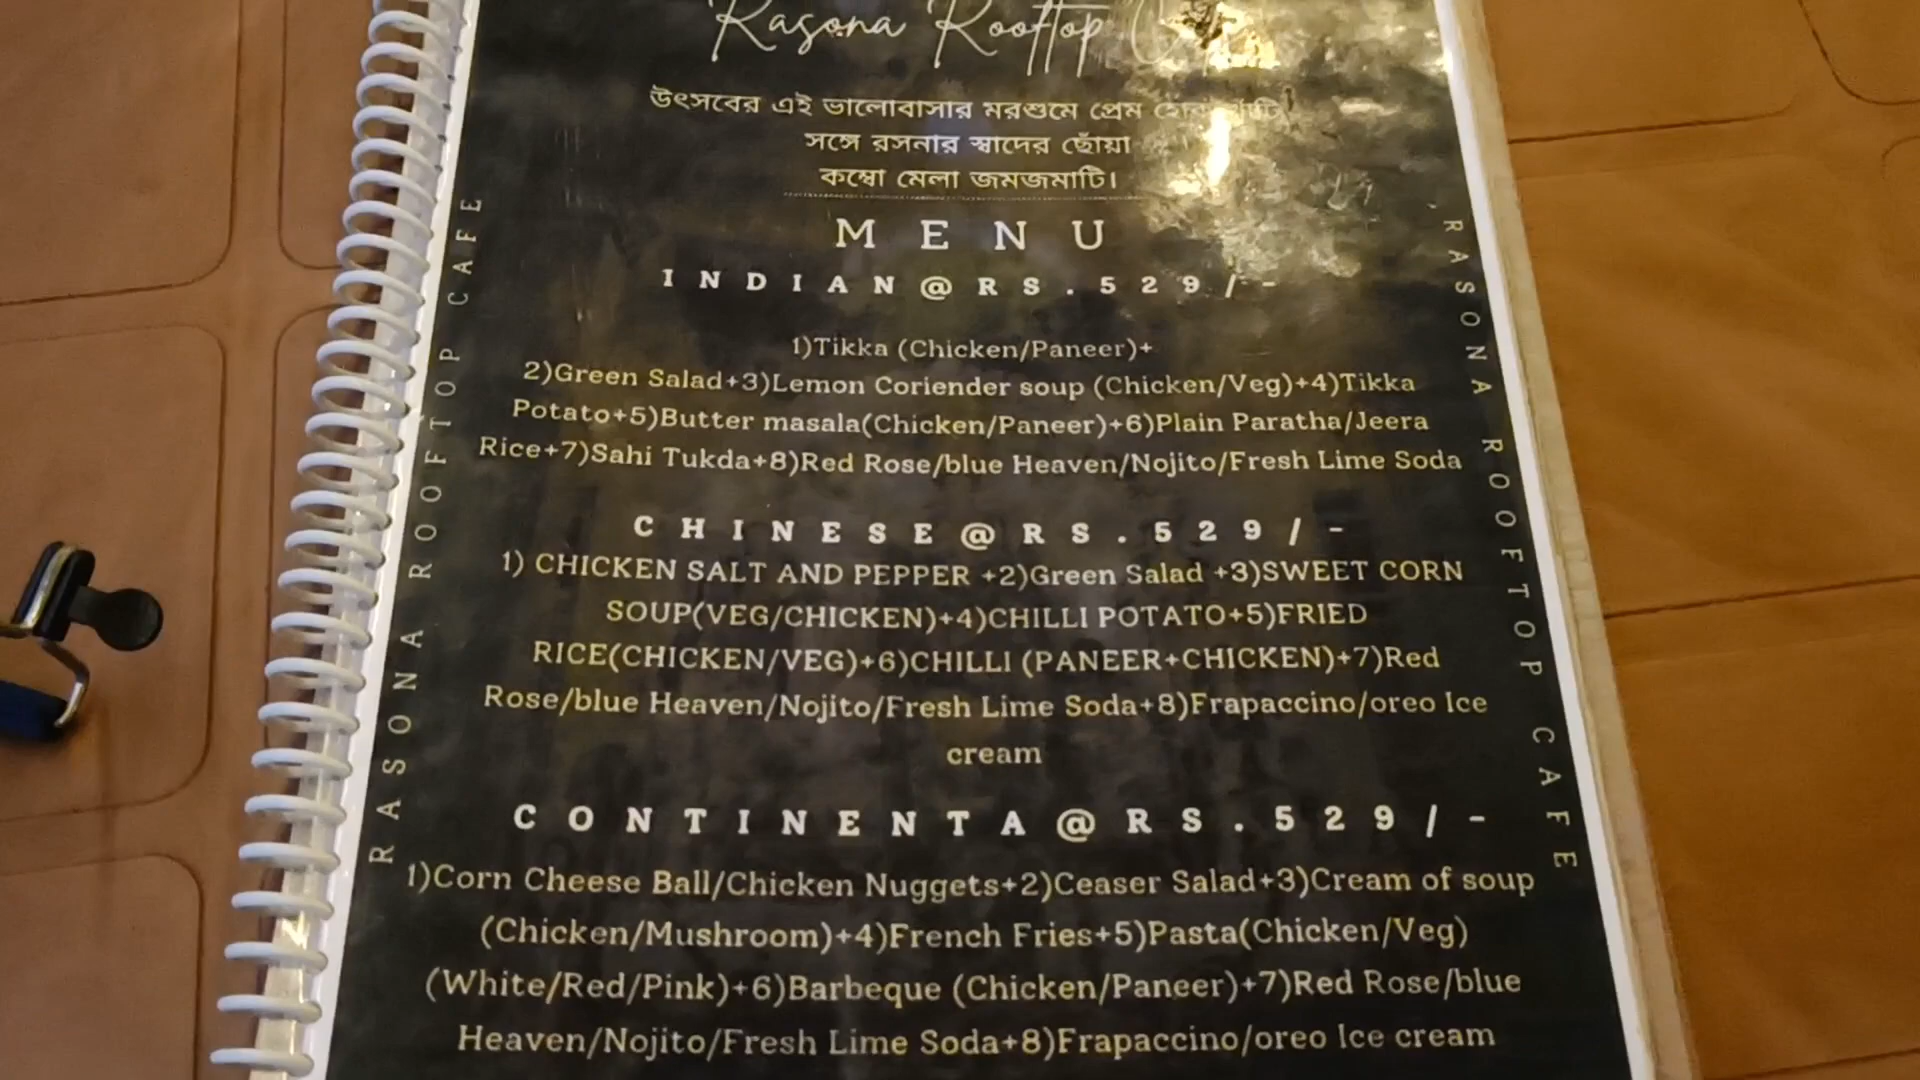 Rasona Rooftop
উৎসবের এই ভালোবাসার মরশুমে প্রেম হোক খাঁটি
সঙ্গে রসনার স্বাদের ছোঁয়া
কম্বো মেলা জমজমাটি।
MENU
INDIAN@RS.529/-
1)Tikka (Chicken/Paneer)+
2)Green Salad+3)Lemon Coriender soup (Chicken/Veg)+4)Tikka
Potato+5)Butter masala(Chicken/Paneer)+6)Plain Paratha/Jeera
Rice+7)Sahi Tukda+8)Red Rose/blue Heaven/Nojito/Fresh Lime Soda
CHINESE@RS.529/-
1) CHICKEN SALT AND PEPPER +2)Green Salad +3)SWEET CORN
SOUP(VEG/CHICKEN)+4)CHILLI POTATO+5)FRIED
RICE(CHICKEN/VEG)+6)CHILLI (PANEER+CHICKEN)+7)Red
Rose/blue Heaven/Nojito/Fresh Lime Soda+8)Frapaccino/oreo Ice
cream
CONTINENTA@RS.529/-
1)Corn Cheese Ball/Chicken Nuggets+2)Ceaser Salad+3)Cream of soup
(Chicken/Mushroom)+4)French Fries+5)Pasta(Chicken/Veg)
(White/Red/Pink)+6)Barbeque (Chicken/Paneer)+7)Red Rose/blue
Heaven/Nojito/Fresh Lime Soda+8)Frapaccino/oreo Ice cream
RASONA ROOFTOP CAFE
RASONA ROOFTOP CAFE